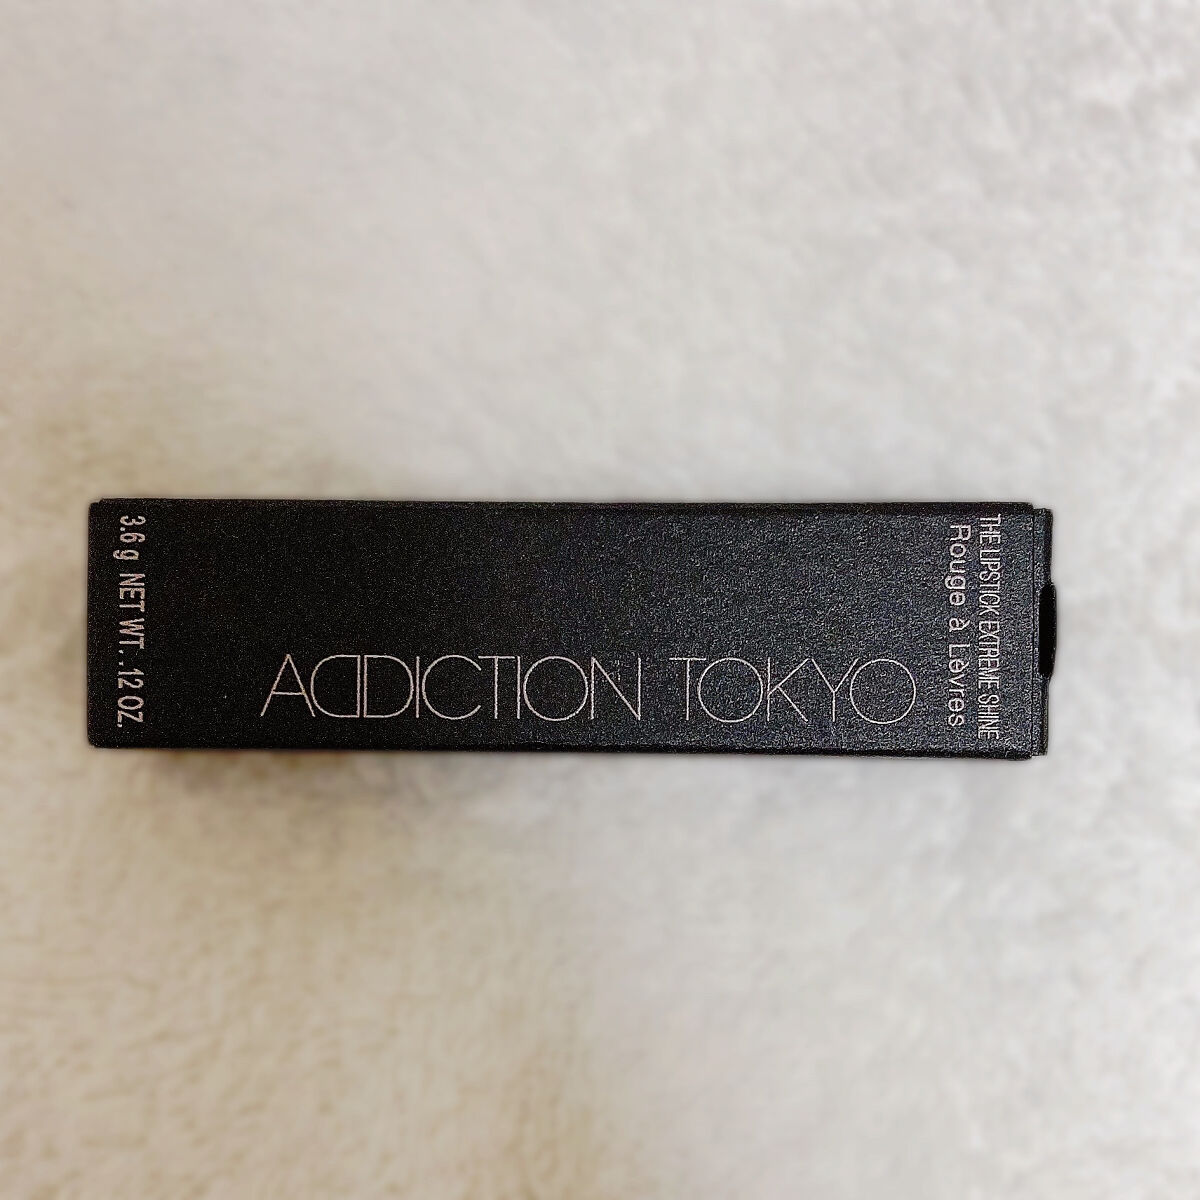 THE LIPSTICK EXTREME SHINE
Rouge à Lèvres
ADDICTION TOKYO
3.6 g NET WT. .12 OZ.